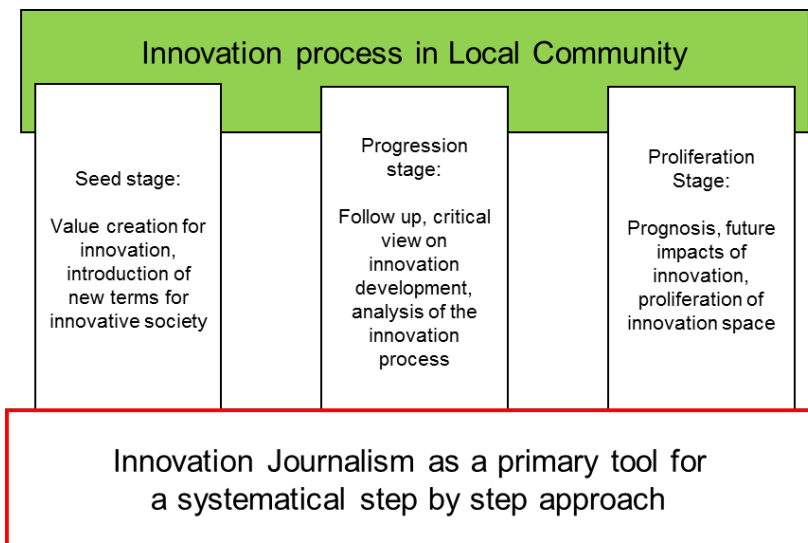 Innovation process in Local Community
Seed stage:
Value creation for
innovation,
introduction of
new terms for
innovative society
Progression
stage:
Follow up, critical
view on
innovation
development,
analysis of the
innovation
process
Proliferation
Stage:
Prognosis, future
impacts of
innovation,
proliferation of
innovation space
Innovation Journalism as a primary tool for
a systematical step by step approach